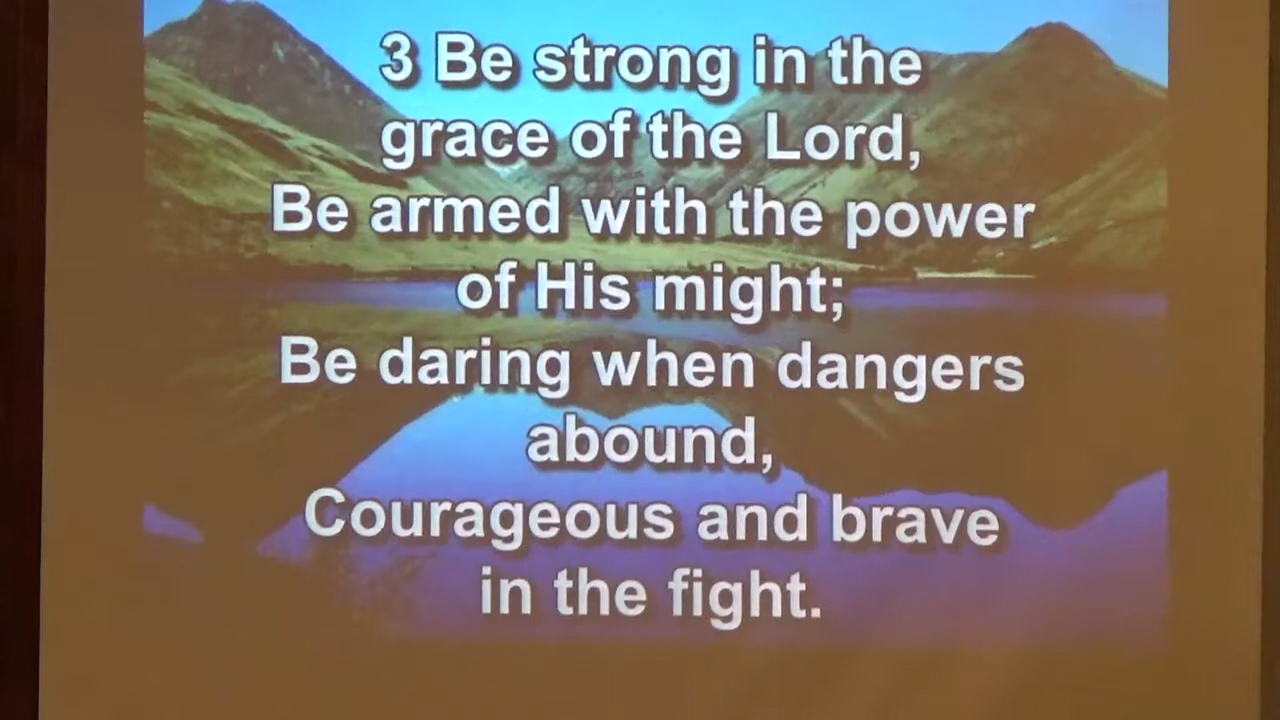 3 Be strong in the
grace of the Lord,
Be armed with the power
of His might;
Be daring when dangers
abound,
Courageous and brave
in the fight.